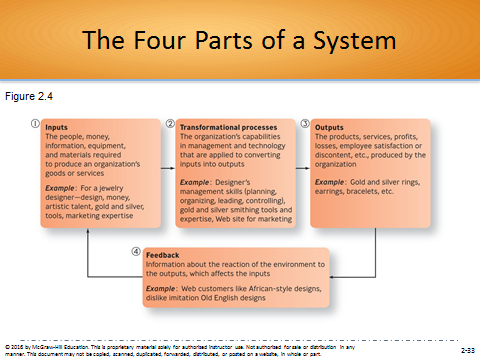 The Four Parts of a System
Figure 2.4
① Inputs
The people, money,
information, equipment,
and materials required
to produce an organization's
goods or services
Example: For a jewelry
designer—design, money,
artistic talent, gold and silver,
tools, marketing expertise
② Transformational processes
The organization's capabilities
in management and technology
that are applied to converting
inputs into outputs
Example: Designer's
management skills (planning,
organizing, leading, controlling),
gold and silver smithing tools and
expertise, Web site for marketing
③ Outputs
The products, services, profits,
losses, employee satisfaction or
discontent, etc., produced by the
organization
Example: Gold and silver rings,
earrings, bracelets, etc.
④ Feedback
Information about the reaction of the environment to
the outputs, which affects the inputs
Example: Web customers like African-style designs,
dislike imitation Old English designs
© 2016 by McGraw-Hill Education. This is proprietary material solely for authorized instructor use. Not authorized for sale or distribution in any
manner. This document may not be copied, scanned, duplicated, forwarded, distributed, or posted on a website, in whole or part.
2-33